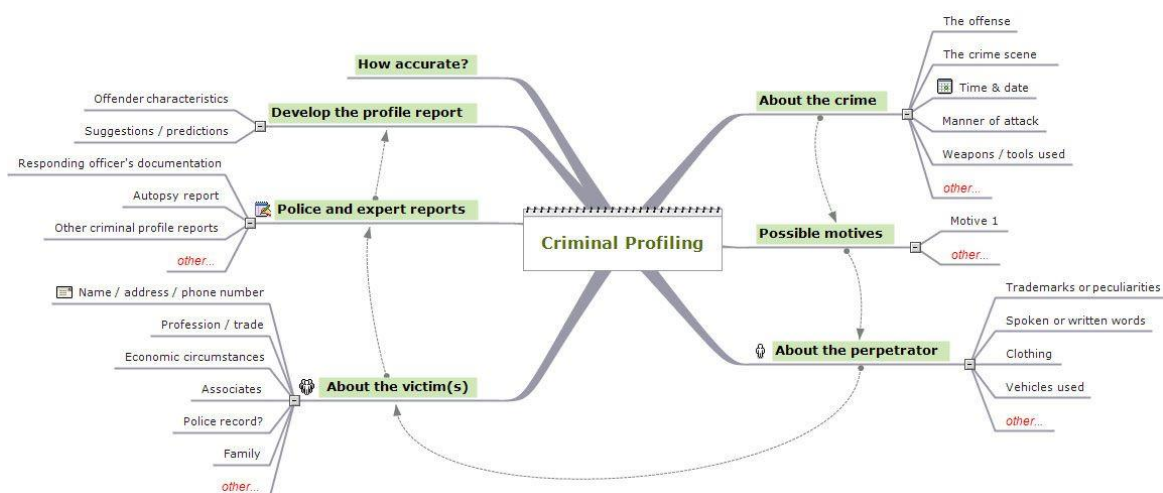 Criminal Profiling
How accurate?
Develop the profile report
Offender characteristics
Suggestions / predictions
Police and expert reports
Responding officer's documentation
Autopsy report
Other criminal profile reports
other...
About the victim(s)
Name / address / phone number
Profession / trade
Economic circumstances
Associates
Police record?
Family
other...
About the crime
The offense
The crime scene
Time & date
Manner of attack
Weapons / tools used
other...
Possible motives
Motive 1
other...
About the perpetrator
Trademarks or peculiarities
Spoken or written words
Clothing
Vehicles used
other...